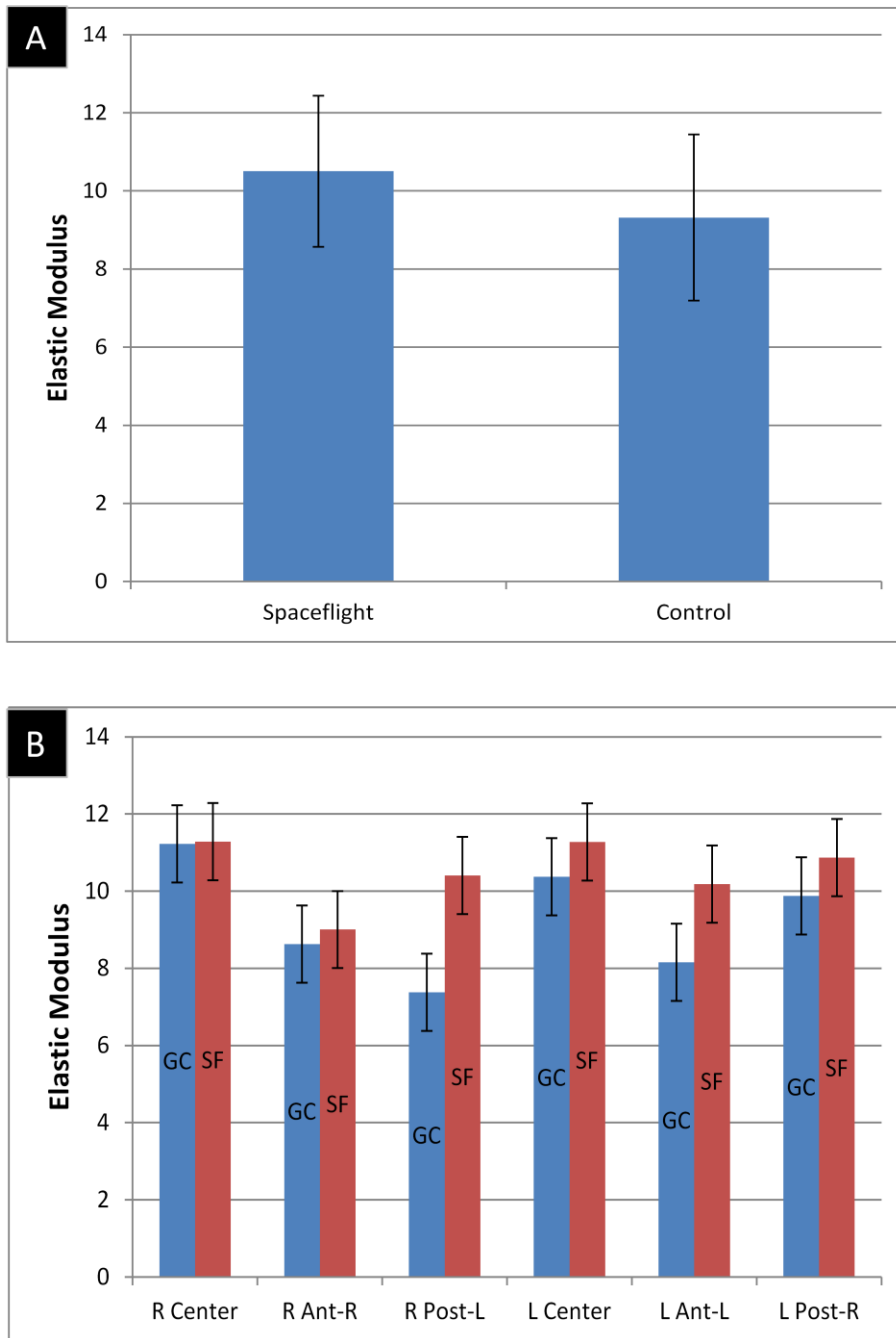 A
14
12
10
8
6
4
2
0
Elastic Modulus
Spaceflight Control
B
14
12
10
8
6
4
2
0
Elastic Modulus
GC SF GC SF GC SF GC SF GC SF GC SF
R Center R Ant-R R Post-L L Center L Ant-L L Post-R